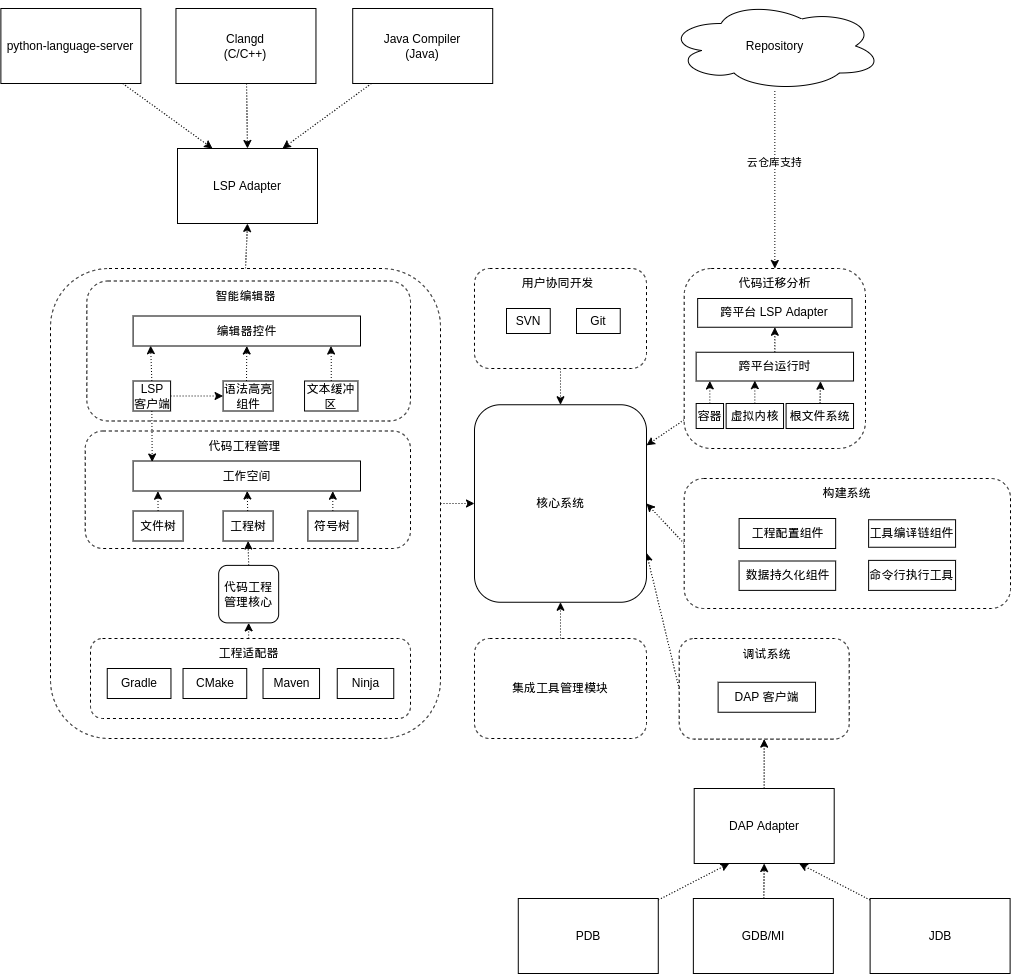 python-language-server
Clangd
(C/C++)
Java Compiler
(Java)
Repository
云仓库支持
LSP Adapter
智能编辑器
编辑器控件
LSP
客户端
语法高亮
组件
文本缓冲
区
代码工程管理
工作空间
文件树
工程树
符号树
代码工程
管理核心
工程适配器
Gradle
CMake
Maven
Ninja
用户协同开发
SVN
Git
核心系统
集成工具管理模块
代码迁移分析
跨平台 LSP Adapter
跨平台运行时
容器
虚拟内核
根文件系统
构建系统
工程配置组件
工具编译链组件
数据持久化组件
命令行执行工具
调试系统
DAP 客户端
DAP Adapter
PDB
GDB/MI
JDB